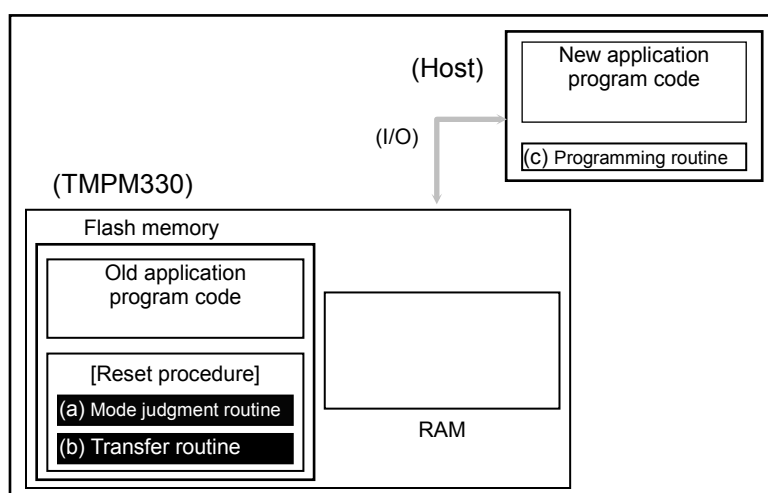 (Host)
New application
program code
(I/O)
(c) Programming routine
(TMPM330)
Flash memory
Old application
program code
[Reset procedure]
(a) Mode judgment routine
(b) Transfer routine
RAM